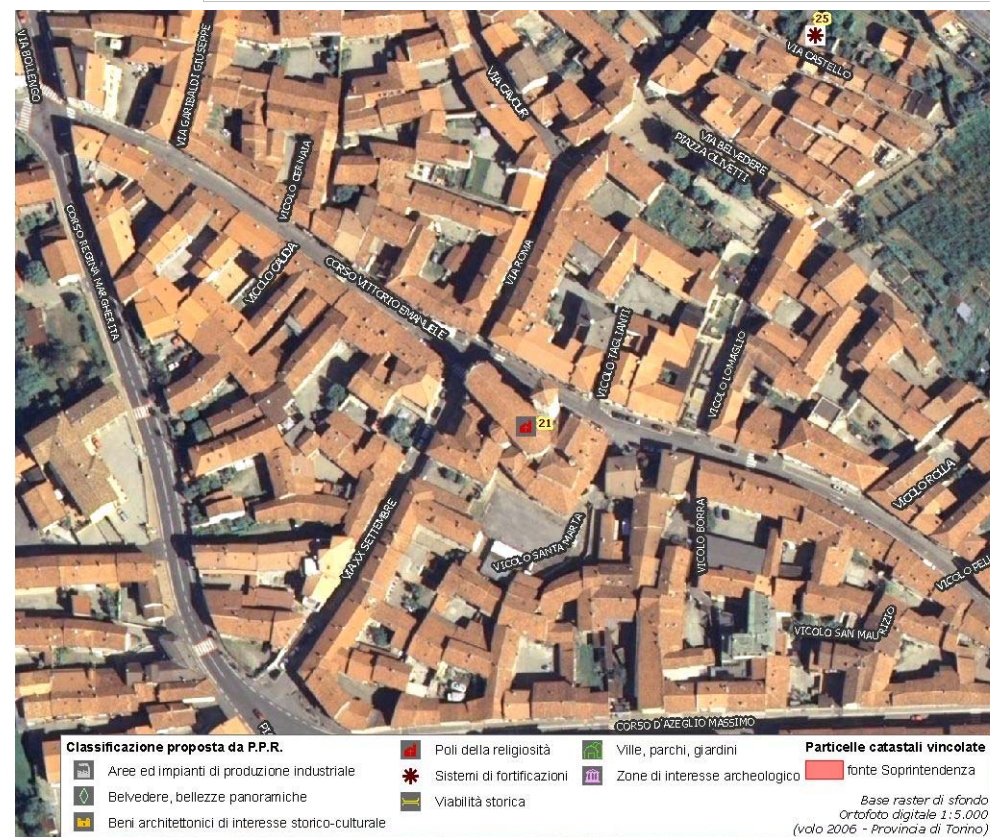 25
VIA CASTELLO
VIA BOLLENGO
VIA GARIBALDI GIUSEPPE
VIA CAVOUR
VIA BELVEDERE
PIAZZA OLIVETTI
VICOLO CERNAIA
CORSO REGINA MARGHERITA
VICOLO CAUDA
CORSO VITTORIO EMANUELE
VIA ROMA
VICOLO TAGLIANTI
VICOLO LOMAGLIO
21
VICOLO ROLLA
VIA XX SETTEMBRE
VICOLO SANTA MARTA
VICOLO BORRA
VICOLO PELL
VICOLO SAN MAURIZIO
CORSO D'AZEGLIO MASSIMO
Classificazione proposta da P.P.R.
Aree ed impianti di produzione industriale
Belvedere, bellezze panoramiche
Beni architettonici di interesse storico-culturale
Poli della religiosità
Sistemi di fortificazioni
Viabilità storica
Ville, parchi, giardini
Zone di interesse archeologico
Particelle catastali vincolate
fonte Soprintendenza
Base raster di sfondo
Ortofoto digitale 1:5.000
(volo 2006 - Provincia di Torino)